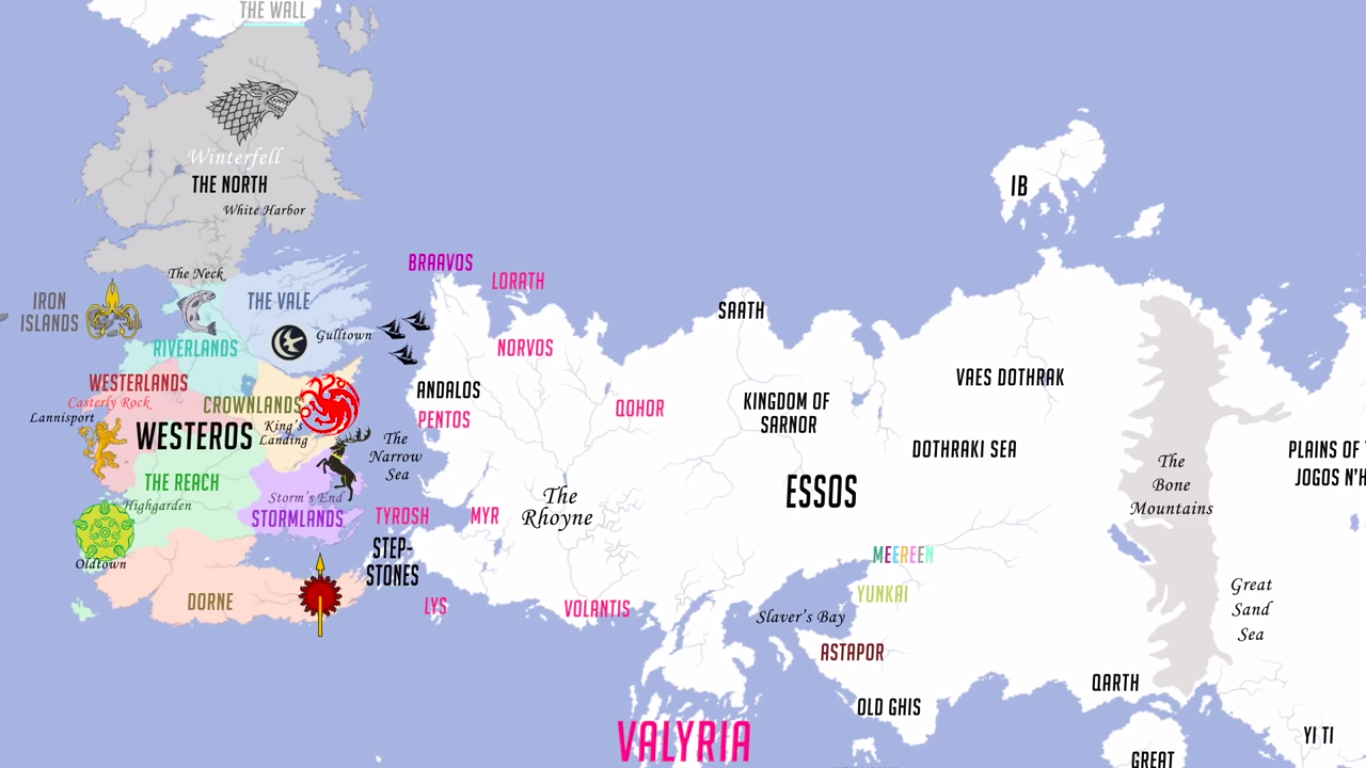 THE WALL
Winterfell
THE NORTH
White Harbor
The Neck
IRON
ISLANDS
THE VALE
Gulltown
RIVERLANDS
WESTERLANDS
Casterly Rock
Lannisport
CROWNLANDS
King's
Landing
WESTEROS
THE REACH
Highgarden
Storm's End
STORMLANDS
Oldtown
DORNE
The
Narrow
Sea
STEP-
STONES
BRAAVOS
LORATH
NORVOS
ANDALOS
PENTOS
QOHOR
TYROSH
MYR
The
Rhoyne
LYS
VOLANTIS
VALYRIA
SAATH
KINGDOM OF
SARNOR
ESSOS
IB
VAES DOTHRAK
DOTHRAKI SEA
MEEREEN
YUNKAI
Slaver's Bay
ASTAPOR
OLD GHIS
QARTH
The
Bone
Mountains
PLAINS OF
JOGOS N'H
Great
Sand
Sea
YI TI
GREAT